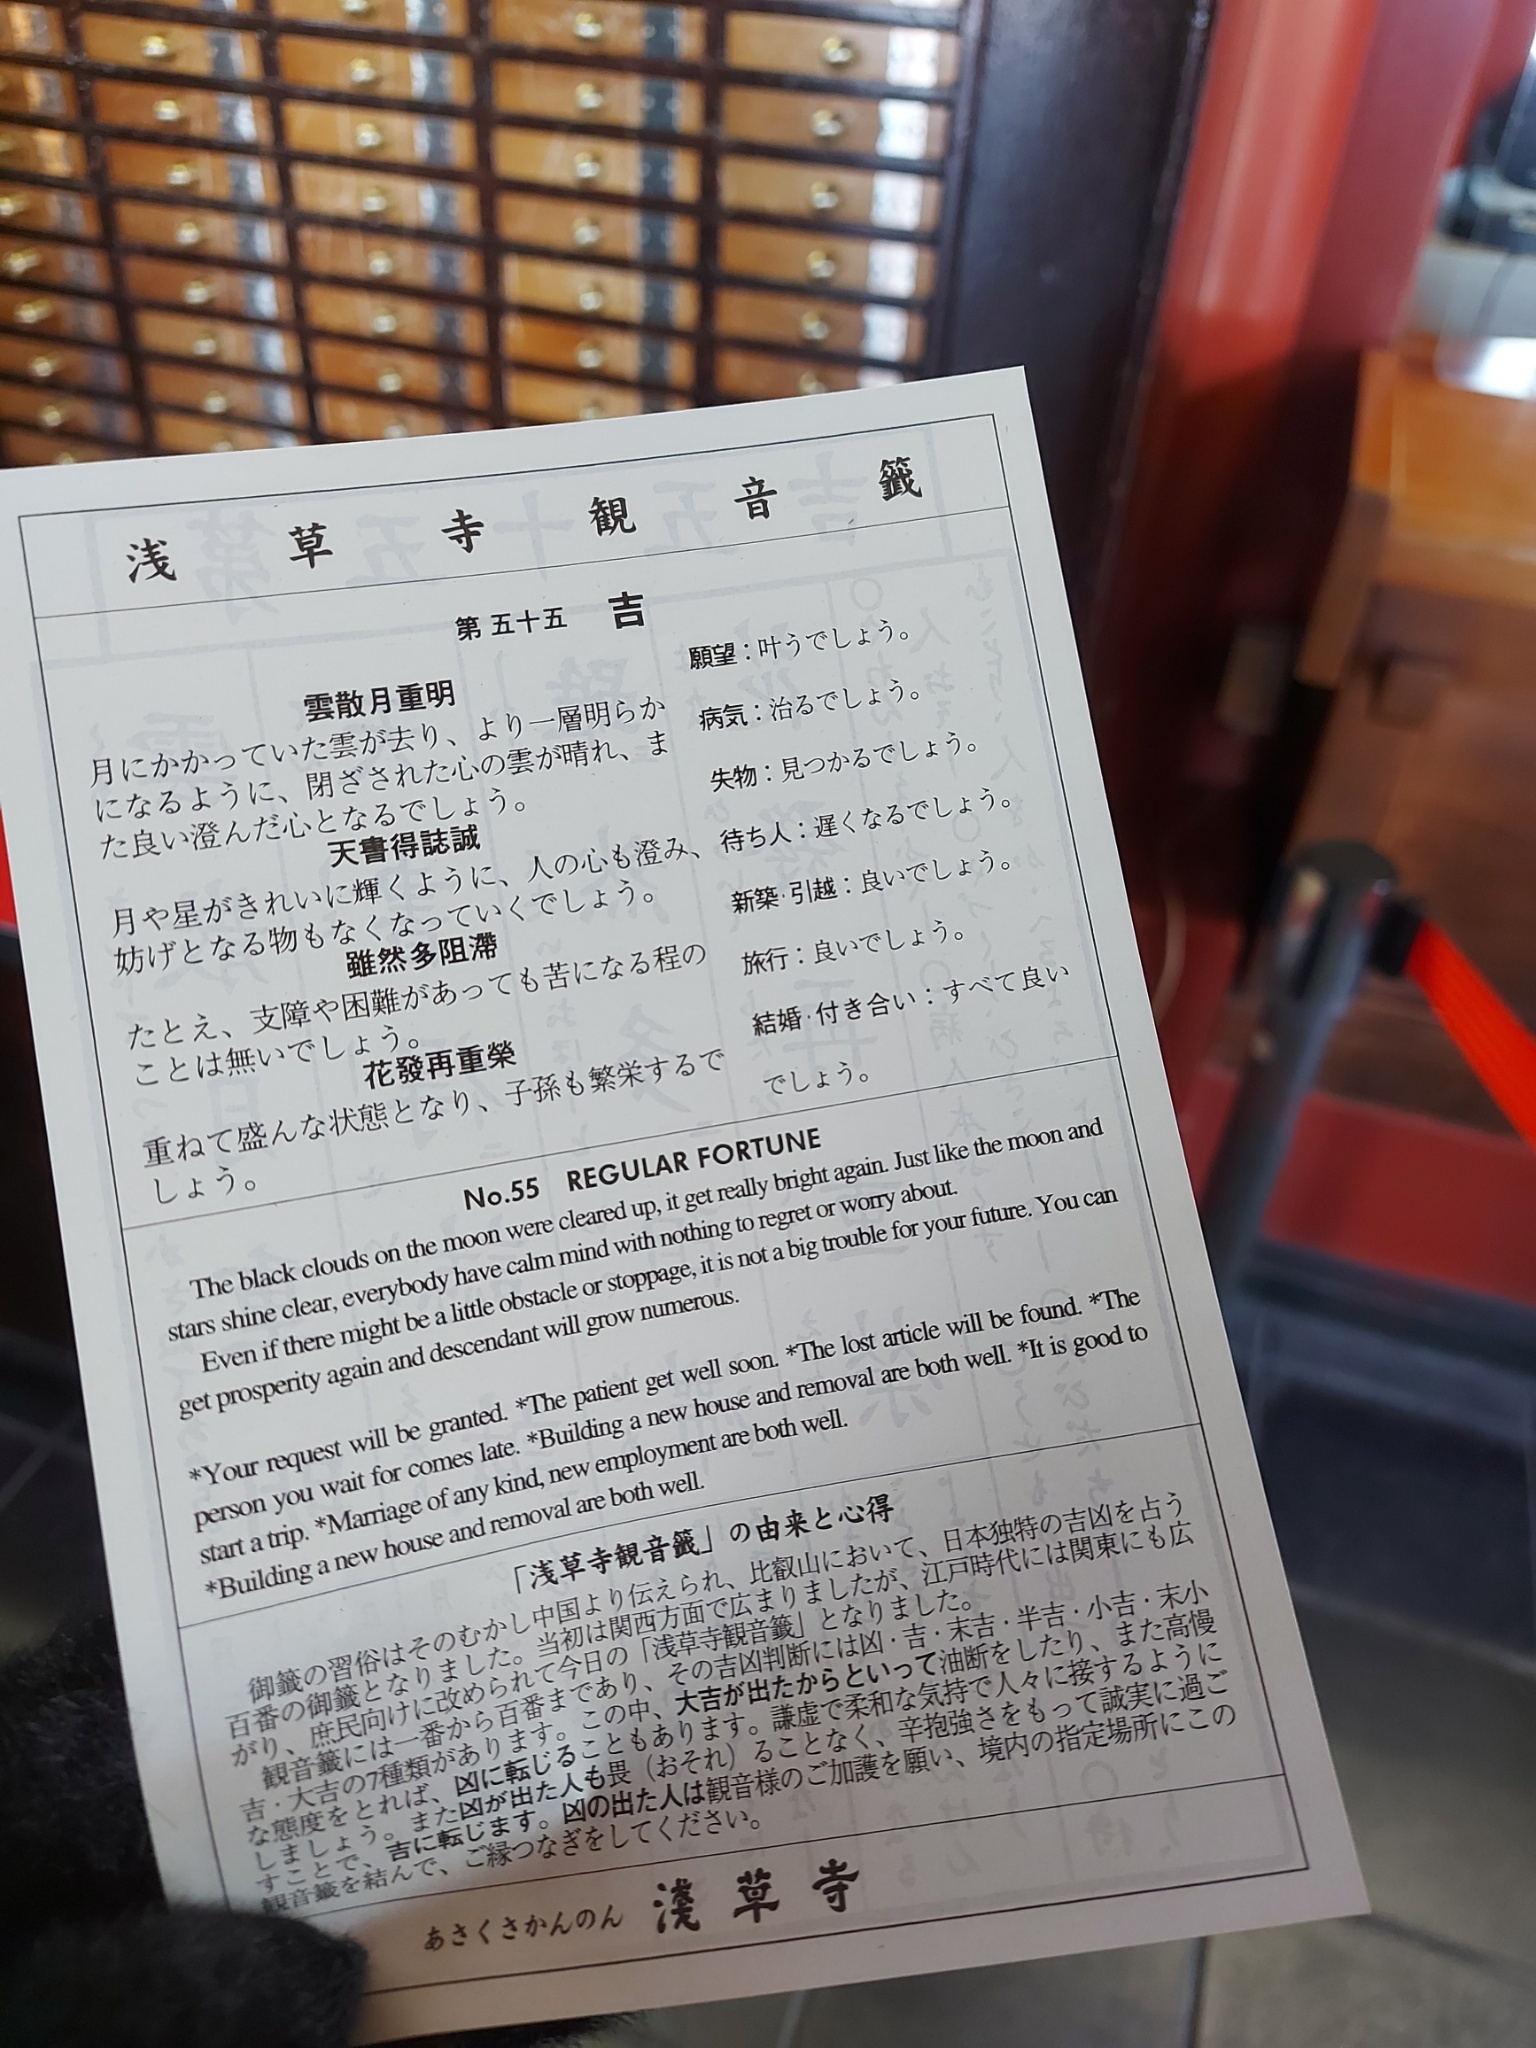 浅草寺観音籤
第五十五 吉
雲散月重明
月にかかっていた雲が去り、より一層明らか
になるように、閉ざされた心の雲が晴れ、ま
た良い澄んだ心となるでしょう。
天書得誌誠
月や星がきれいに輝くように、人の心も澄み、
妨げとなる物もなくなっていくでしょう。
雖然多阻滯
たとえ、支障や困難があっても苦になる程の
ことは無いでしょう。
花發再重榮
重ねて盛んな状態となり、子孫も繁栄するで
しょう。
願望：叶うでしょう。
病気：治るでしょう。
失物：見つかるでしょう。
待ち人：遅くなるでしょう。
新築·引越：良いでしょう。
旅行：良いでしょう。
結婚·付き合い：すべて良い
でしょう。
No.55 REGULAR FORTUNE
The black clouds on the moon were cleared up, it get really bright again. Just like the moon and
stars shine clear, everybody have calm mind with nothing to regret or worry about.
Even if there might be a little obstacle or stoppage, it is not a big trouble for your future. You can
get prosperity again and descendant will grow numerous.
*Your request will be granted. *The patient get well soon. *The lost article will be found. *The
person you wait for comes late. *Building a new house and removal are both well. *It is good to
start a trip. *Marriage of any kind, new employment are both well.
*Building a new house and removal are both well.
「浅草寺観音籤」の由来と心得
御籤の習俗はそのむかし中国より伝えられ、比叡山において、日本独特の吉凶を占う
百番の御籤となりました。当初は関西方面で広まりましたが、江戸時代には関東にも広
がり、庶民向けに改められて今日の「浅草寺観音籤」となりました。
観音籤には一番から百番まであり、その吉凶判断には凶・吉・末吉・半吉・小吉・末小
吉・大吉の7種類があります。この中、大吉が出たからといって油断をしたり、また高慢
な態度をとれば、凶に転じることもあります。謙虚で柔和な気持で人々に接するように
しましょう。また凶が出た人も畏（おそれ）ることなく、辛抱強さをもって誠実に過ご
すことで、吉に転じます。凶の出た人は観音様のご加護を願い、境内の指定場所にこの
観音籤を結んで、ご縁つなぎをしてください。
あさくさかんのん 淺草寺